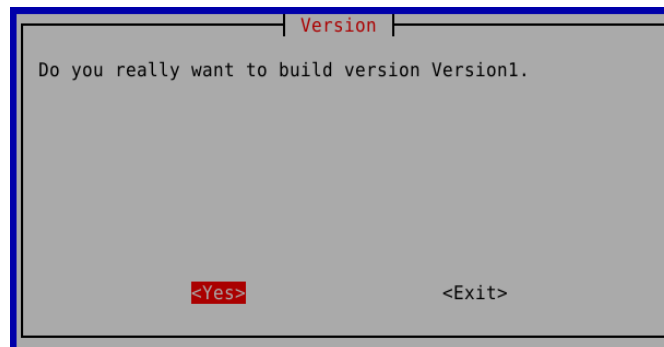 Version
Do you really want to build version Version1.
<Yes> <Exit>